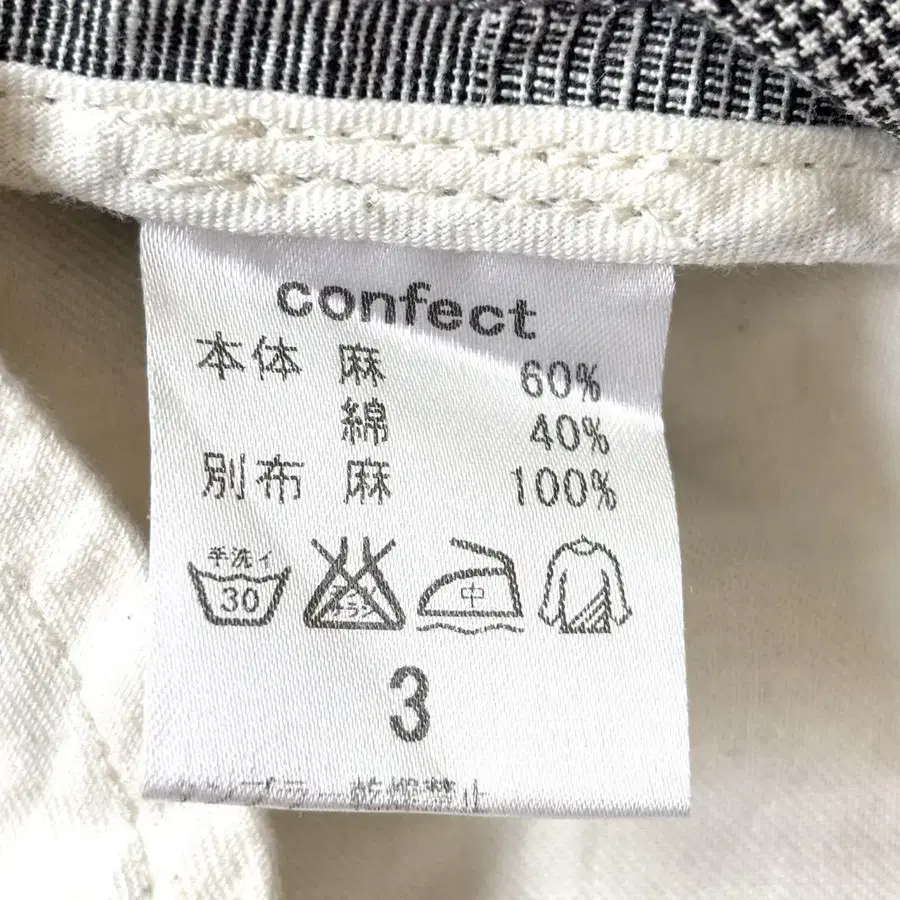 confect
本体 麻 60%
綿 40%
別布 麻 100%
手洗イ
30
中
3